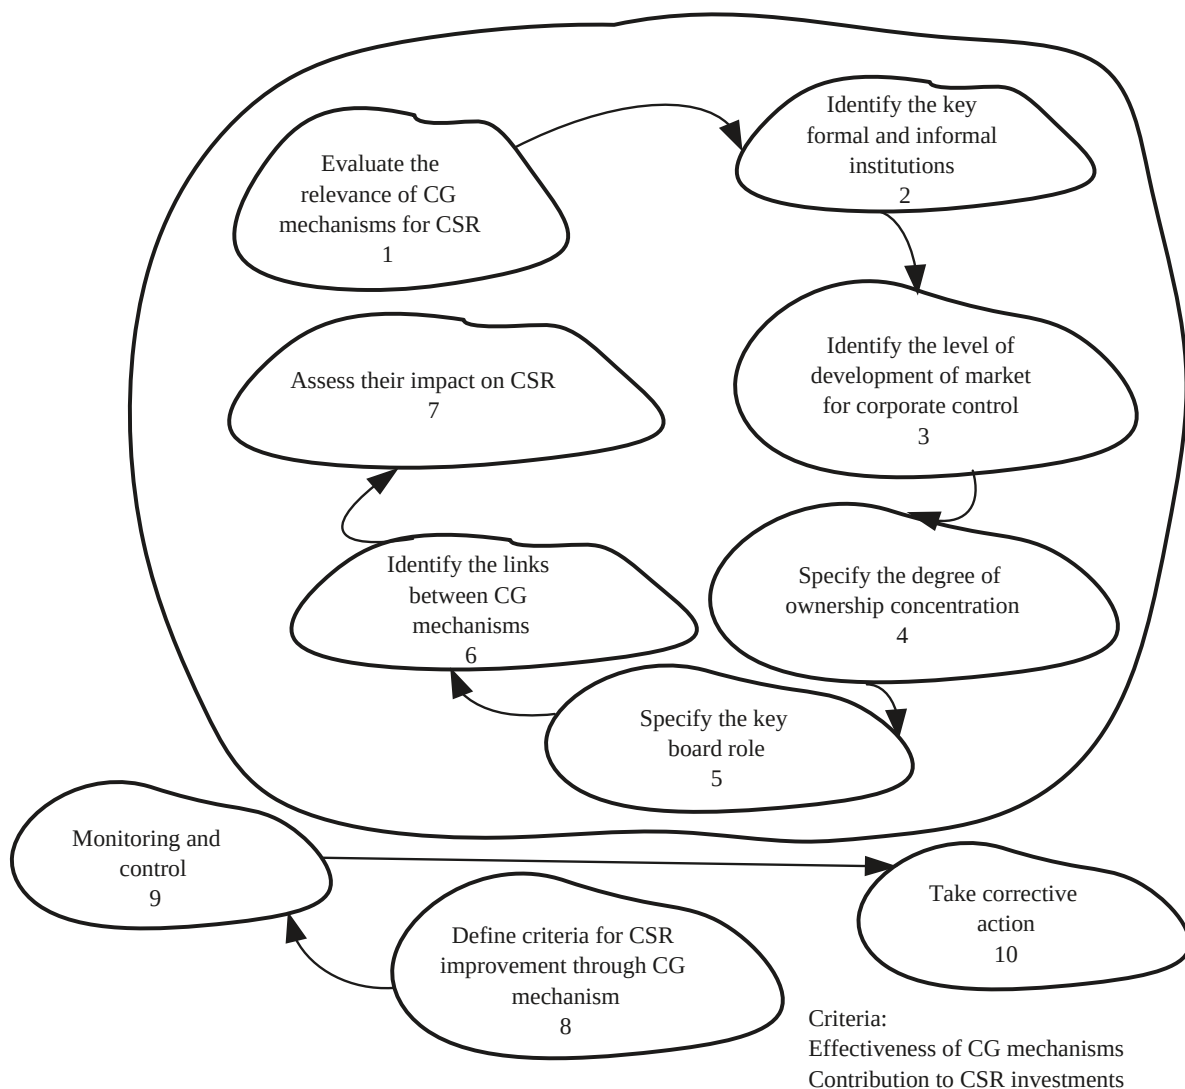 Evaluate the
relevance of CG
mechanisms for CSR
1
Identify the key
formal and informal
institutions
2
Identify the level of
development of market
for corporate control
3
Assess their impact on CSR
7
Identify the links
between CG
mechanisms
6
Specify the degree of
ownership concentration
4
Specify the key
board role
5
Monitoring and
control
9
Define criteria for CSR
improvement through CG
mechanism
8
Take corrective
action
10
Criteria:
Effectiveness of CG mechanisms
Contribution to CSR investments